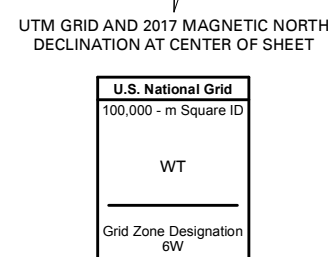 UTM GRID AND 2017 MAGNETIC NORTH
DECLINATION AT CENTER OF SHEET
U.S. National Grid
100,000 - m Square ID
WT
Grid Zone Designation
6W